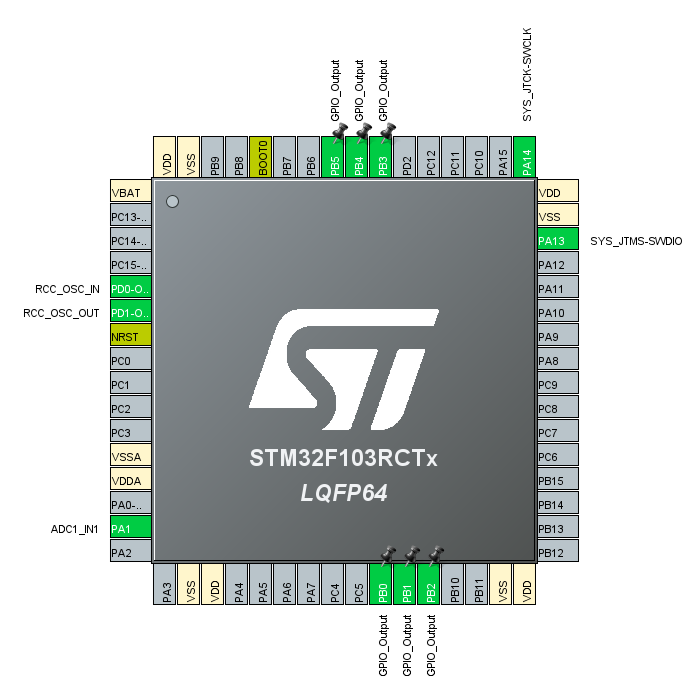 SYS_JTCK-SWCLK
GPIO_Output
GPIO_Output
GPIO_Output
VDD
VSS
PB9
PB8
BOOT0
PB7
PB6
PB5
PB4
PB3
PD2
PC12
PC11
PC10
PA15
PA14
VBAT
PC13-..
PC14-..
PC15-..
RCC_OSC_IN PD0-O..
RCC_OSC_OUT PD1-O..
NRST
PC0
PC1
PC2
PC3
VSSA
VDDA
PA0-..
ADC1_IN1 PA1
PA2
ST
STM32F103RCTx
LQFP64
VDD
VSS
PA13 SYS_JTMS-SWDIO
PA12
PA11
PA10
PA9
PA8
PC9
PC8
PC7
PC6
PB15
PB14
PB13
PB12
PA3
VSS
VDD
PA4
PA5
PA6
PA7
PC4
PC5
PB0
PB1
PB2
PB10
PB11
VSS
VDD
GPIO_Output
GPIO_Output
GPIO_Output